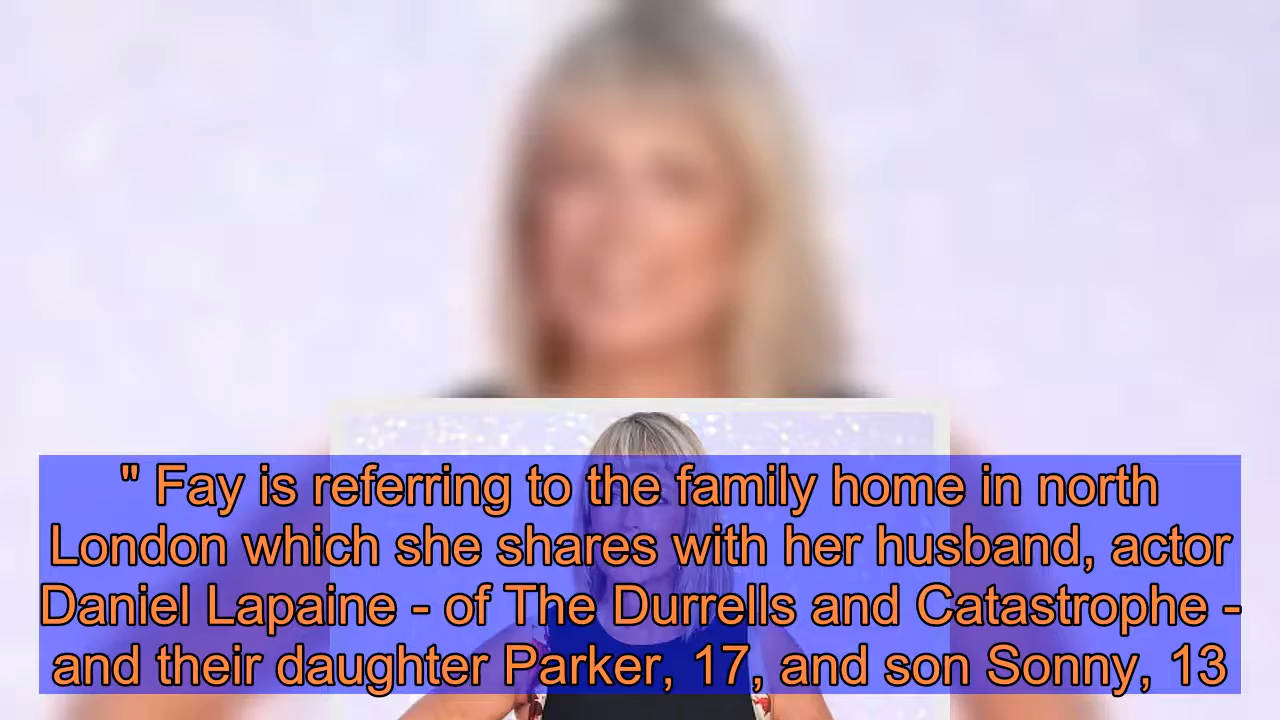 " Fay is referring to the family home in north
London which she shares with her husband, actor
Daniel Lapaine - of The Durrells and Catastrophe -
and their daughter Parker, 17, and son Sonny, 13